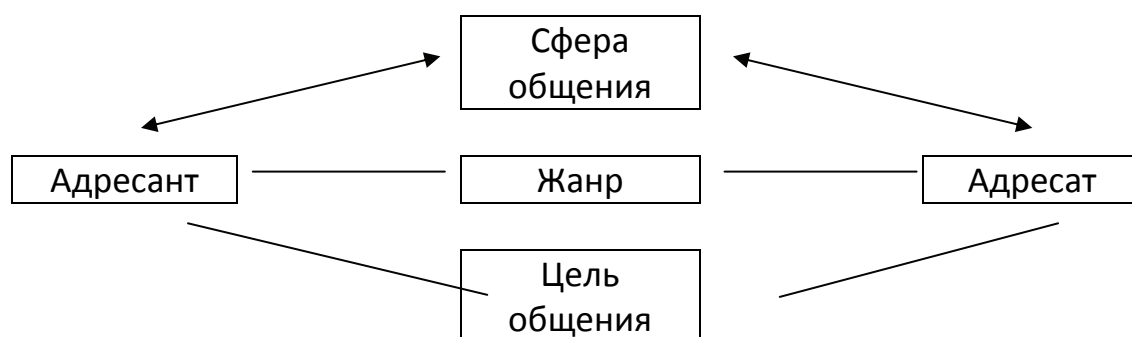 Сфера
общения
Адресант
Жанр
Адресат
Цель
общения